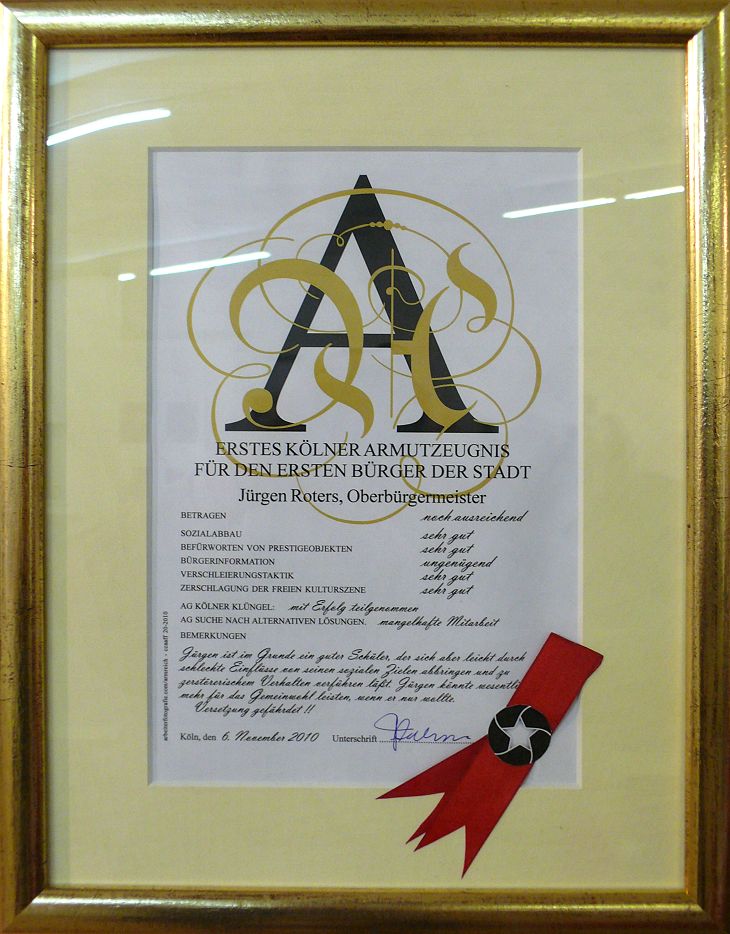 A
ERSTES KÖLNER ARMUTZEUGNIS
FÜR DEN ERSTEN BÜRGER DER STADT
Jürgen Roters, Oberbürgermeister
BETRAGEN noch ausreichend
SOZIALABBAU sehr gut
BEFÜRWORTEN VON PRESTIGEOBJEKTEN sehr gut
BÜRGERINFORMATION ungenügend
VERSCHLEIERUNGSTAKTIK sehr gut
ZERSCHLAGUNG DER FREIEN KULTURSZENE sehr gut
AG KÖLNER KLÜNGEL: mit Erfolg teilgenommen
AG SUCHE NACH ALTERNATIVEN LÖSUNGEN. mangelhafte Mitarbeit
BEMERKUNGEN
Jürgen ist im Grunde ein guter Schüler, der sich aber leicht durch
schlechte Einflüsse von seinen sozialen Zielen abbringen und zu
zerstörerischem Verhalten verführen läßt. Jürgen könnte wesentli
mehr für das Gemeinwohl leisten, wenn er nur wollte.
Versetzung gefährdet !!
Köln, den 6. November 2010 Unterschrift